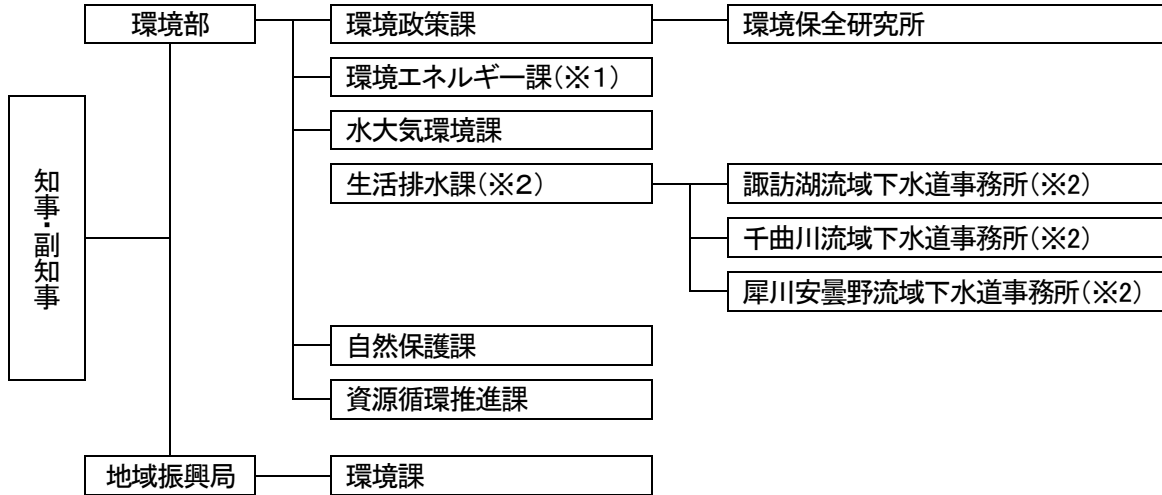 環境部
環境政策課
環境保全研究所
環境エネルギー課(※1)
水大気環境課
生活排水課(※2)
諏訪湖流域下水道事務所(※2)
千曲川流域下水道事務所(※2)
犀川安曇野流域下水道事務所(※2)
知事・副知事
自然保護課
資源循環推進課
地域振興局
環境課